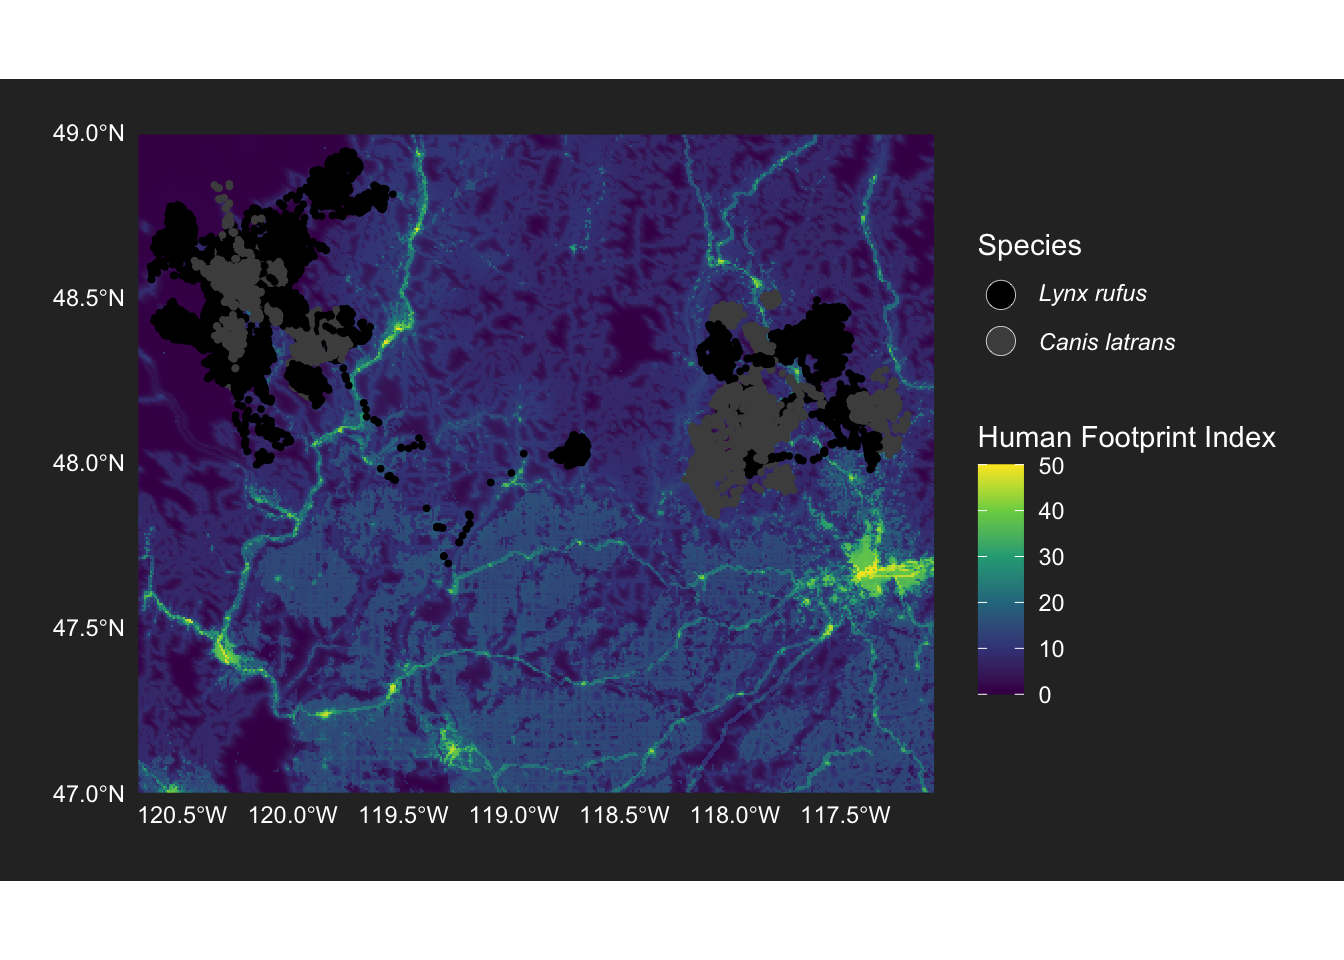 49.0°N
48.5°N
48.0°N
47.5°N
47.0°N
120.5°W 120.0°W 119.5°W 119.0°W 118.5°W 118.0°W 117.5°W
Species
Lynx rufus
Canis latrans
Human Footprint Index
50
40
30
20
10
0